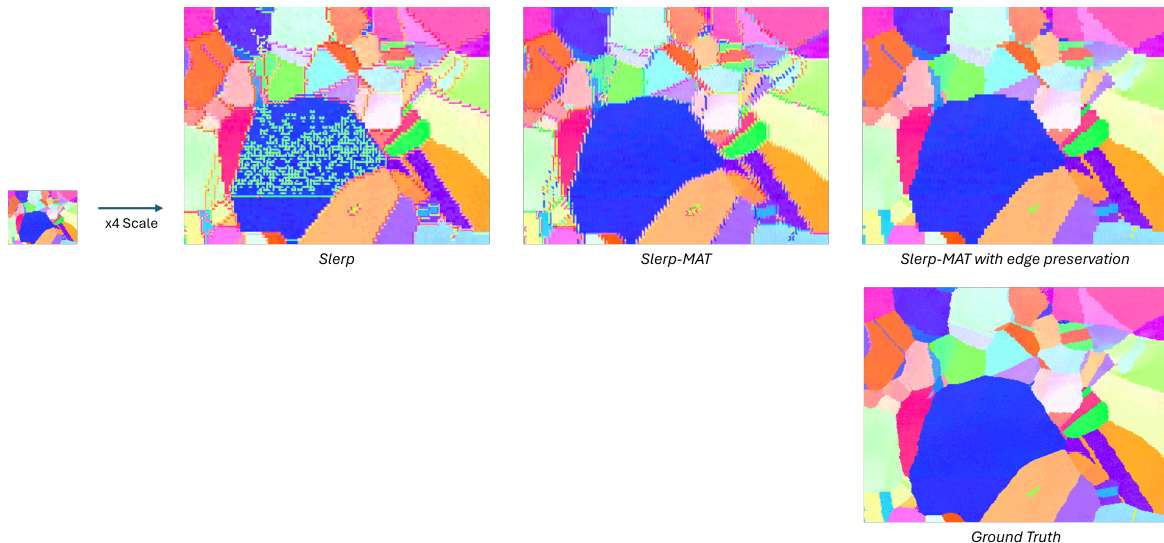 x4 Scale
Slerp
Slerp-MAT
Slerp-MAT with edge preservation
Ground Truth